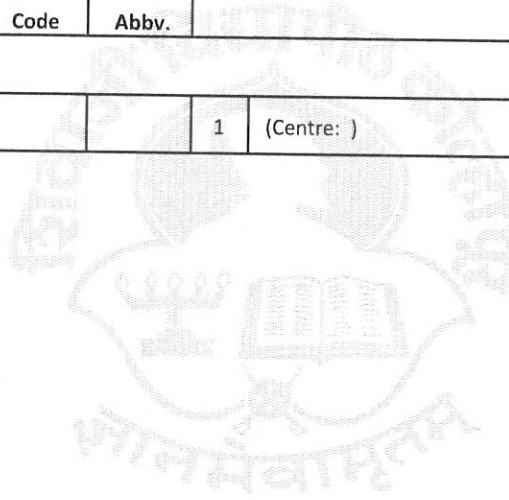 Code Abbv.
1 (Centre: )
शिवाजी विद्यापीठ कोल्हापूर
ज्ञानमेवामृतम्